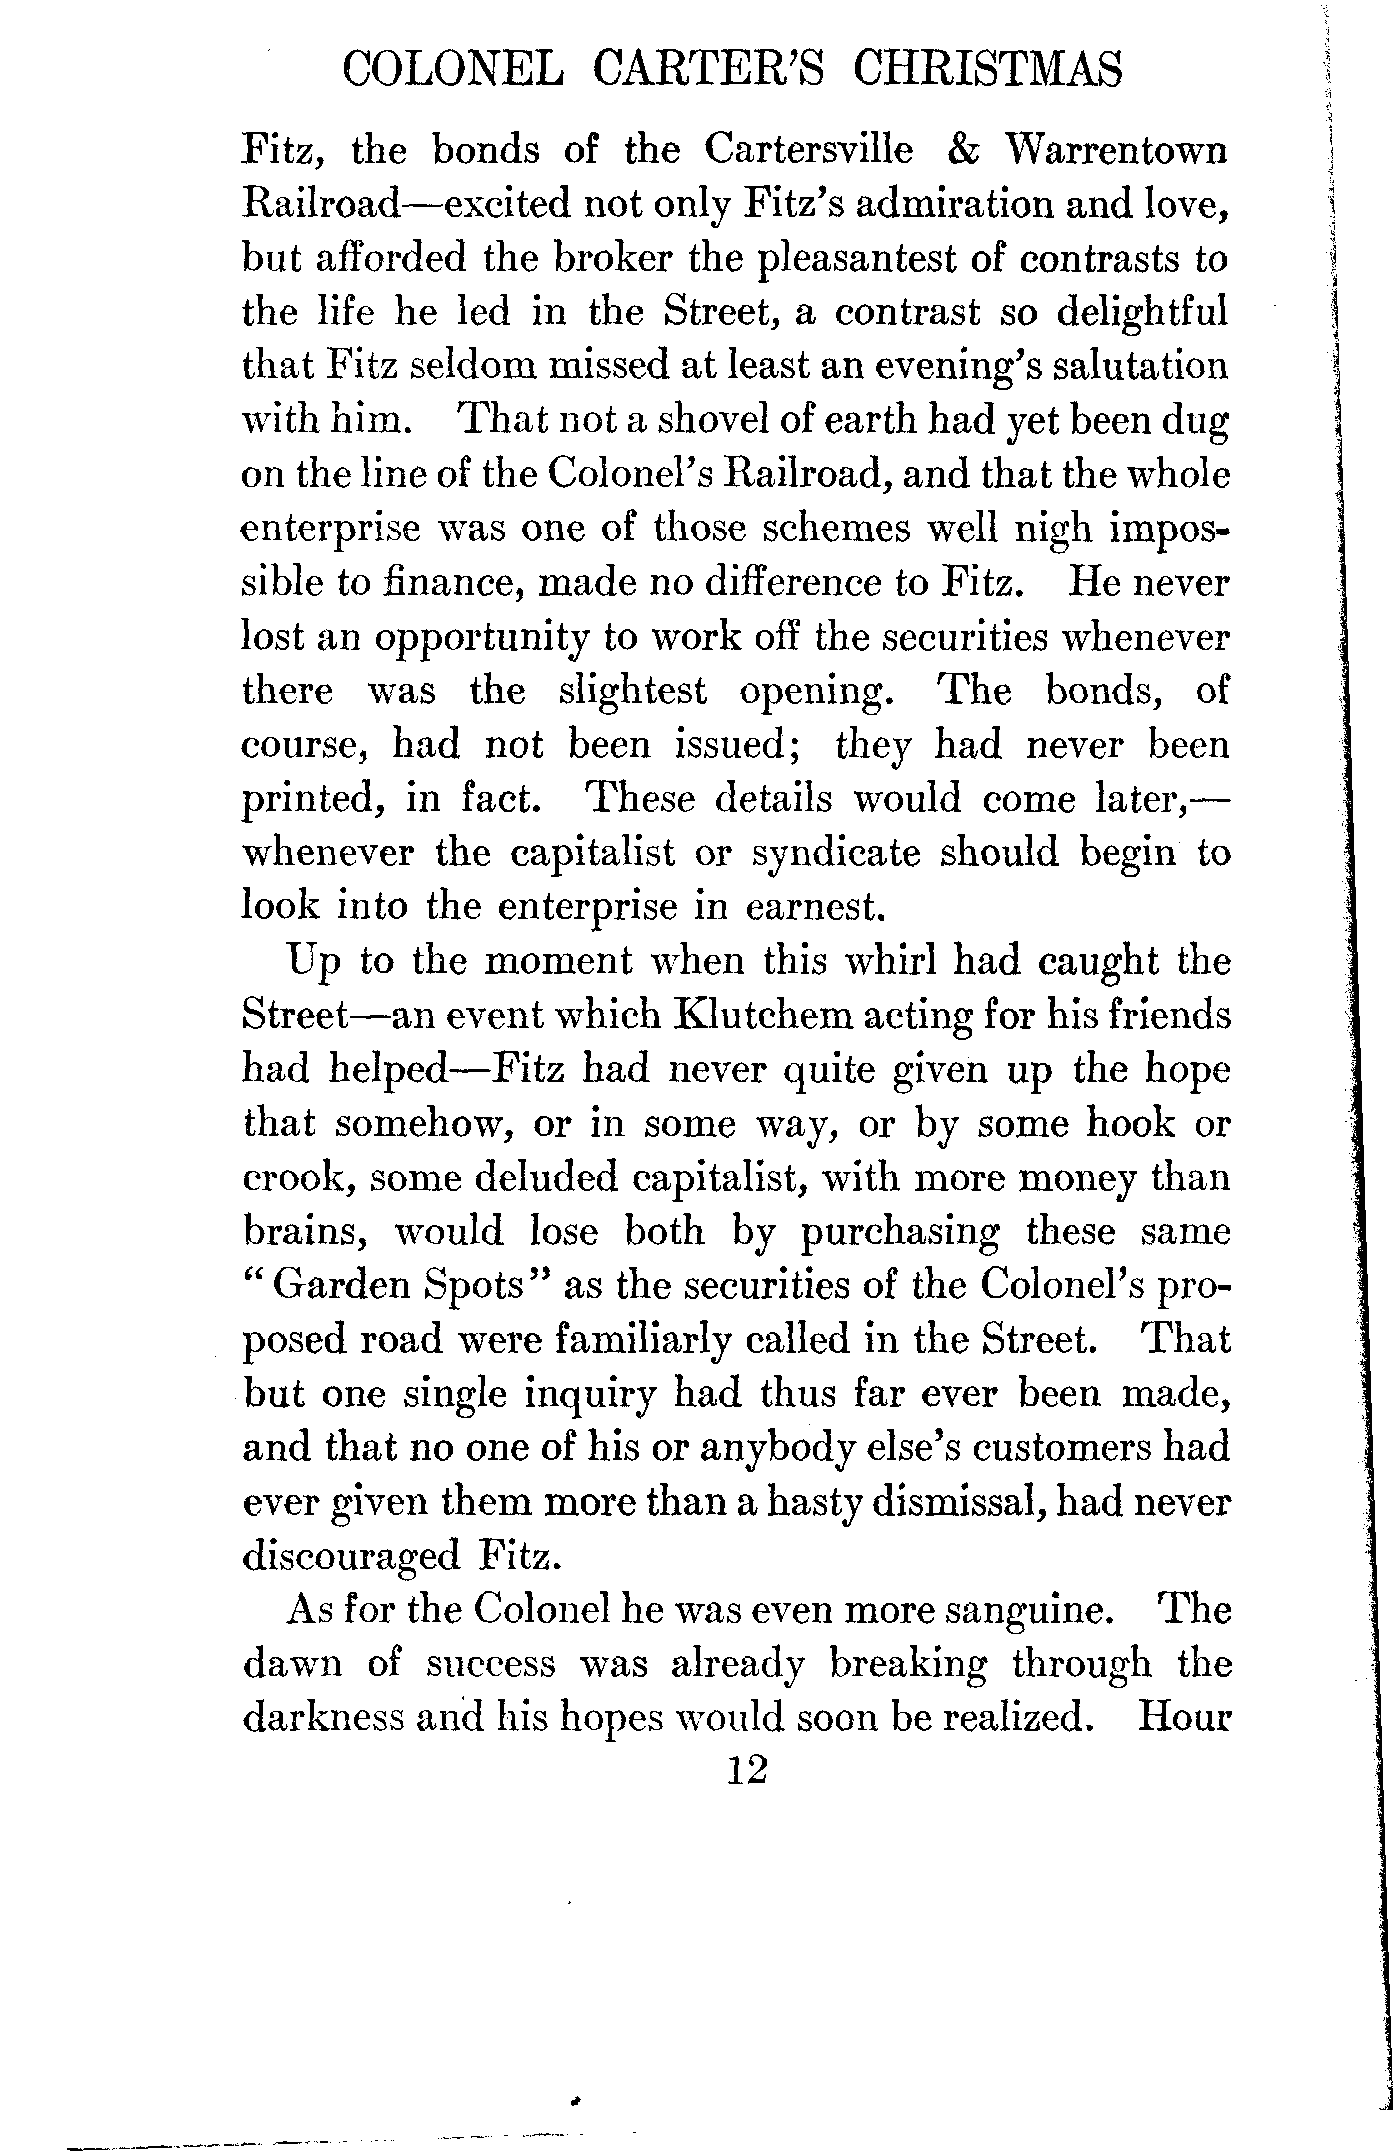 COLONEL CARTER'S CHRISTMAS
Fitz, the bonds of the Cartersville & Warrentown
Railroad—excited not only Fitz's admiration and love,
but afforded the broker the pleasantest of contrasts to
the life he led in the Street, a contrast so delightful
that Fitz seldom missed at least an evening's salutation
with him. That not a shovel of earth had yet been dug
on the line of the Colonel's Railroad, and that the whole
enterprise was one of those schemes well nigh impos-
sible to finance, made no difference to Fitz. He never
lost an opportunity to work off the securities whenever
there was the slightest opening. The bonds, of
course, had not been issued; they had never been
printed, in fact. These details would come later,—
whenever the capitalist or syndicate should begin to
look into the enterprise in earnest.
Up to the moment when this whirl had caught the
Street—an event which Klutchem acting for his friends
had helped—Fitz had never quite given up the hope
that somehow, or in some way, or by some hook or
crook, some deluded capitalist, with more money than
brains, would lose both by purchasing these same
"Garden Spots" as the securities of the Colonel's pro-
posed road were familiarly called in the Street. That
but one single inquiry had thus far ever been made,
and that no one of his or anybody else's customers had
ever given them more than a hasty dismissal, had never
discouraged Fitz.
As for the Colonel he was even more sanguine. The
dawn of success was already breaking through the
darkness and his hopes would soon be realized. Hour
12